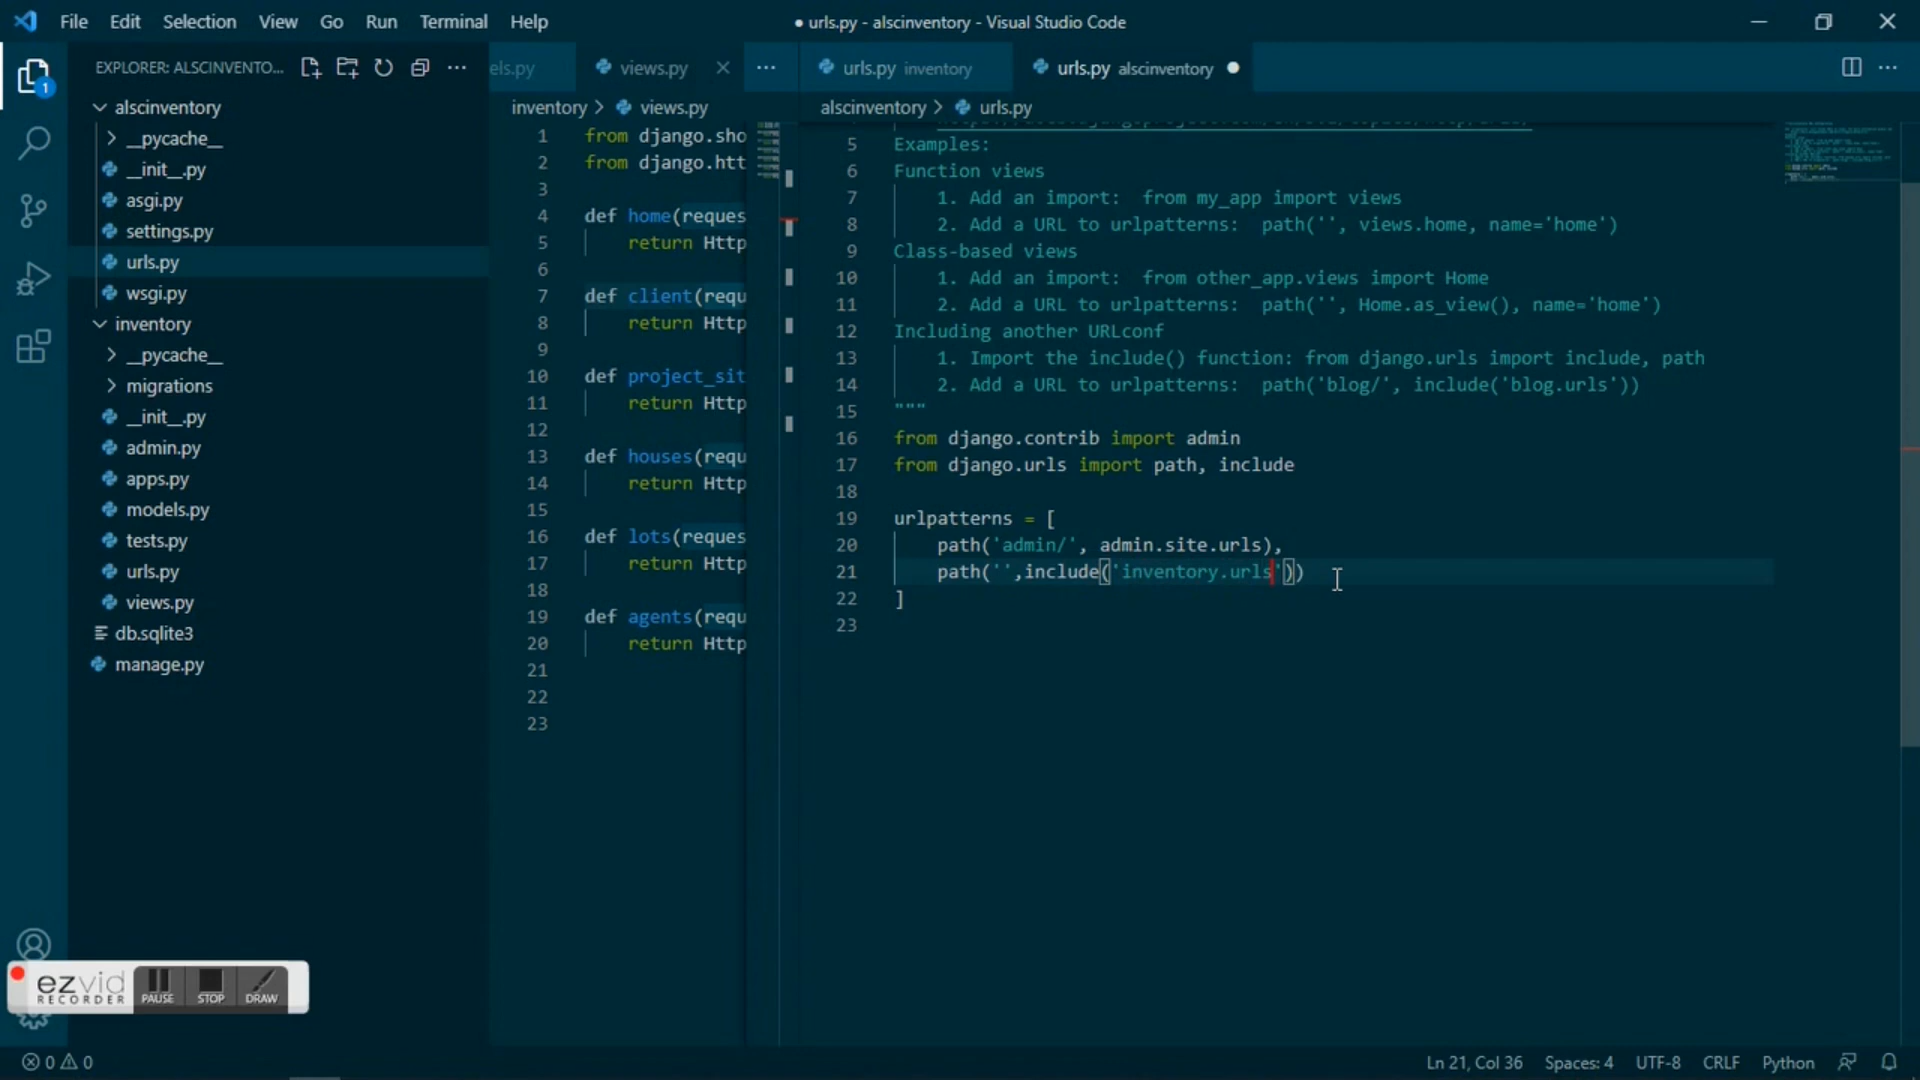 File Edit Selection View Go Run Terminal Help
● urls.py - alscinventory - Visual Studio Code
EXPLORER: ALSCINVENTO...
1
alscinventory
__pycache__
__init__.py
asgi.py
settings.py
urls.py
wsgi.py
inventory
__pycache__
migrations
__init__.py
admin.py
apps.py
models.py
tests.py
urls.py
views.py
db.sqlite3
manage.py
els.py views.py
inventory > views.py
1 from django.sho
2 from django.htt
3
4 def home(reques
5 return Http
6
7 def client(requ
8 return Http
9
10 def project_sit
11 return Http
12
13 def houses(requ
14 return Http
15
16 def lots(reques
17 return Http
18
19 def agents(requ
20 return Http
21
22
23
urls.py inventory urls.py alscinventory
alscinventory > urls.py
5 Examples:
6 Function views
7 1. Add an import:  from my_app import views
8 2. Add a URL to urlpatterns:  path('', views.home, name='home')
9 Class-based views
10 1. Add an import:  from other_app.views import Home
11 2. Add a URL to urlpatterns:  path('', Home.as_view(), name='home')
12 Including another URLconf
13 1. Import the include() function: from django.urls import include, path
14 2. Add a URL to urlpatterns:  path('blog/', include('blog.urls'))
15 """
16 from django.contrib import admin
17 from django.urls import path, include
18
19 urlpatterns = [
20 path('admin/', admin.site.urls),
21 path('',include('inventory.urls'))
22 ]
23
ezvid
RECORDER
PAUSE STOP DRAW
0 0
Ln 21, Col 36 Spaces: 4 UTF-8 CRLF Python